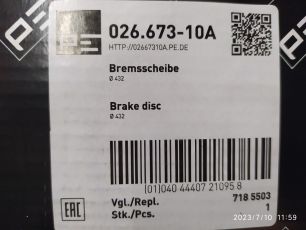 PE
026.673-10A
HTTP://02667310A.PE.DE
Bremsscheibe
Ø 432
Brake disc
Ø 432
(01)040 44407 21095 8
Vgl./Repl. 718 5503
Stk./Pcs. 1
EAC
2023/7/10 11:59